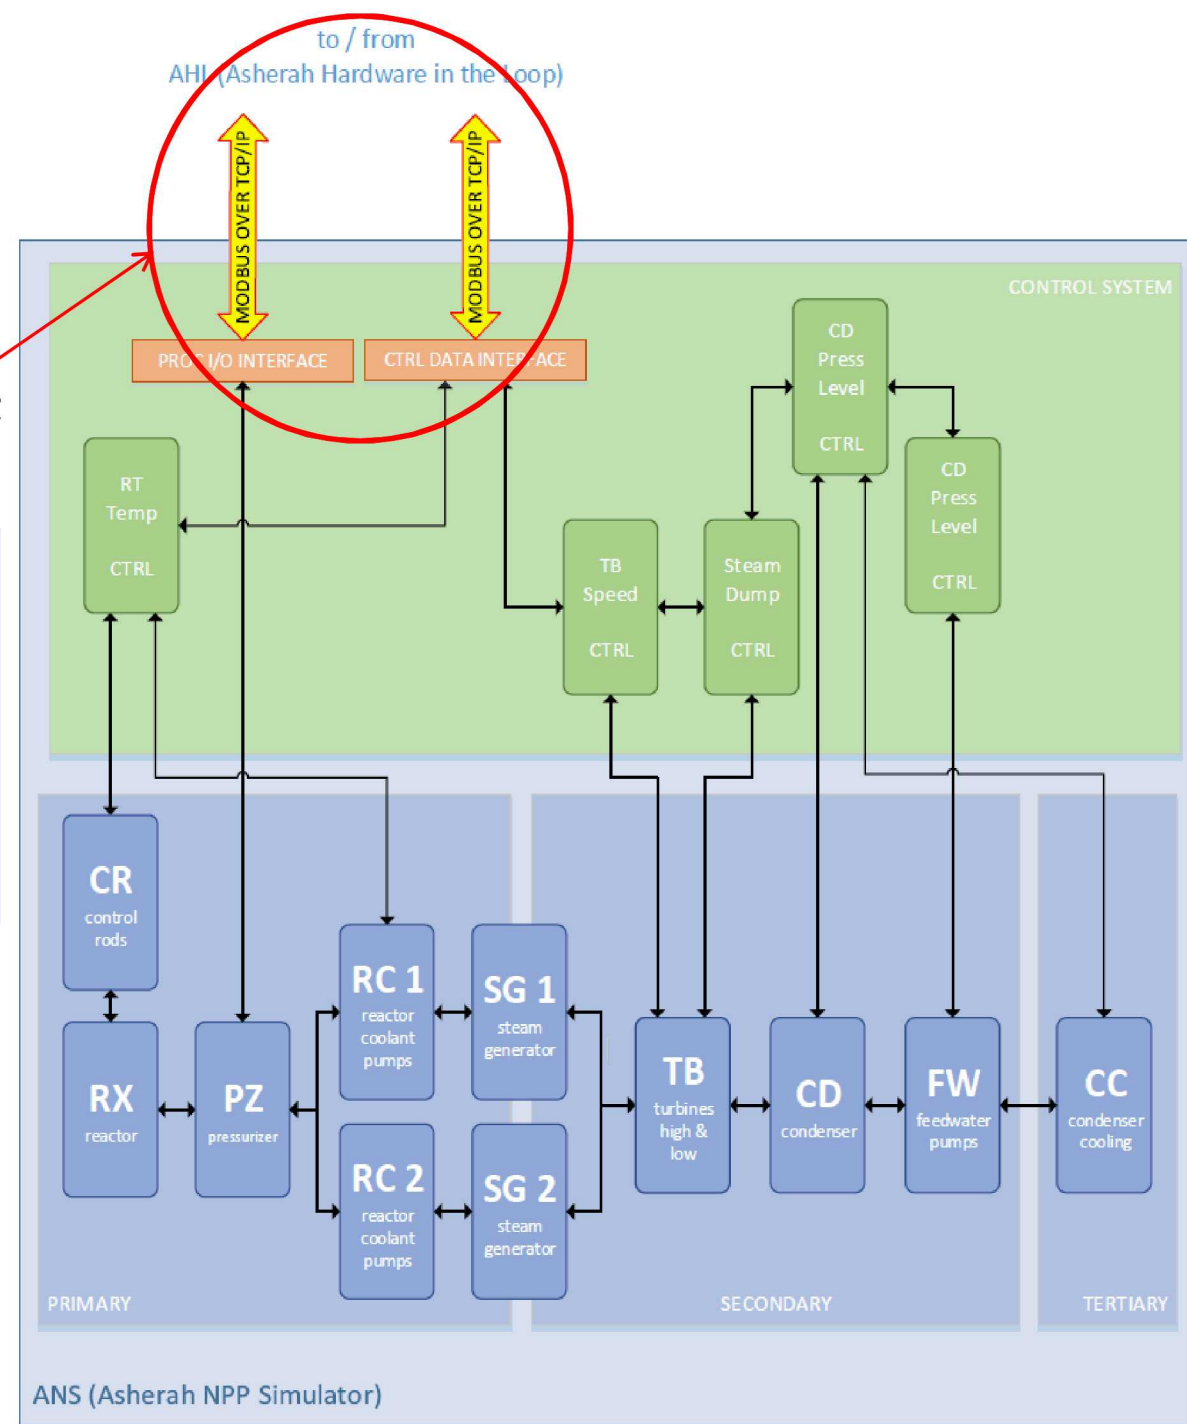 to / from
AHL (Asherah Hardware in the Loop)
MODBUS OVER TCP/IP
MODBUS OVER TCP/IP
CONTROL SYSTEM
PROC I/O INTERFACE
CTRL DATA INTERFACE
CD
Press
Level
CTRL
RT
Temp
CTRL
CD
Press
Level
CTRL
TB
Speed
CTRL
Steam
Dump
CTRL
CR
control
rods
RC 1
reactor
coolant
pumps
SG 1
steam
generator
RX
reactor
PZ
pressurizer
RC 2
reactor
coolant
pumps
SG 2
steam
generator
TB
turbines
high &
low
CD
condenser
FW
feedwater
pumps
CC
condenser
cooling
PRIMARY
SECONDARY
TERTIARY
ANS (Asherah NPP Simulator)